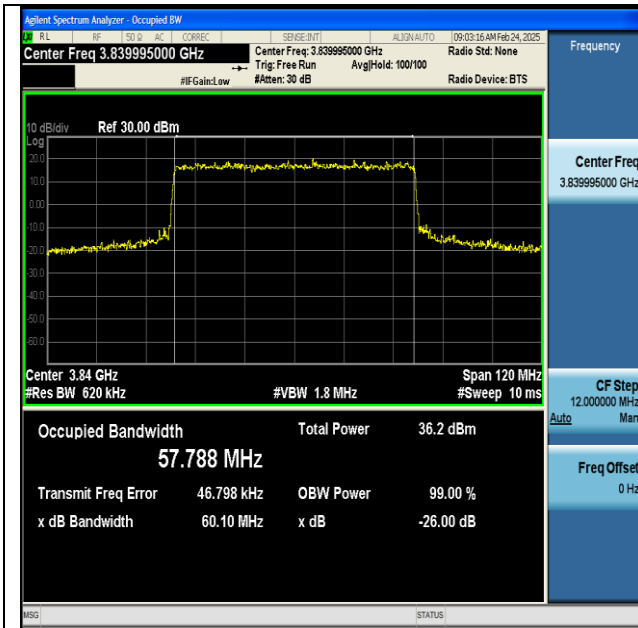 Agilent Spectrum Analyzer - Occupied BW
LXI RL RF 50 Ω AC CORREC SENSE:INT ALIGN AUTO 09:03:16 AM Feb 24, 2025
Center Freq 3.839995000 GHz
Center Freq: 3.839995000 GHz Radio Std: None
Trig: Free Run Avg|Hold: 100/100
#IFGain:Low #Atten: 30 dB Radio Device: BTS
Frequency
10 dB/div Ref 30.00 dBm
Log
20.0
10.0
0.00
-10.0
-20.0
-30.0
-40.0
-50.0
-60.0
Center Freq
3.839995000 GHz
Center 3.84 GHz Span 120 MHz
#Res BW 620 kHz #VBW 1.8 MHz #Sweep 10 ms
CF Step
12.000000 MHz
Auto Man
Occupied Bandwidth Total Power 36.2 dBm
57.788 MHz
Transmit Freq Error 46.798 kHz OBW Power 99.00 %
x dB Bandwidth 60.10 MHz x dB -26.00 dB
Freq Offset
0 Hz
MSG STATUS